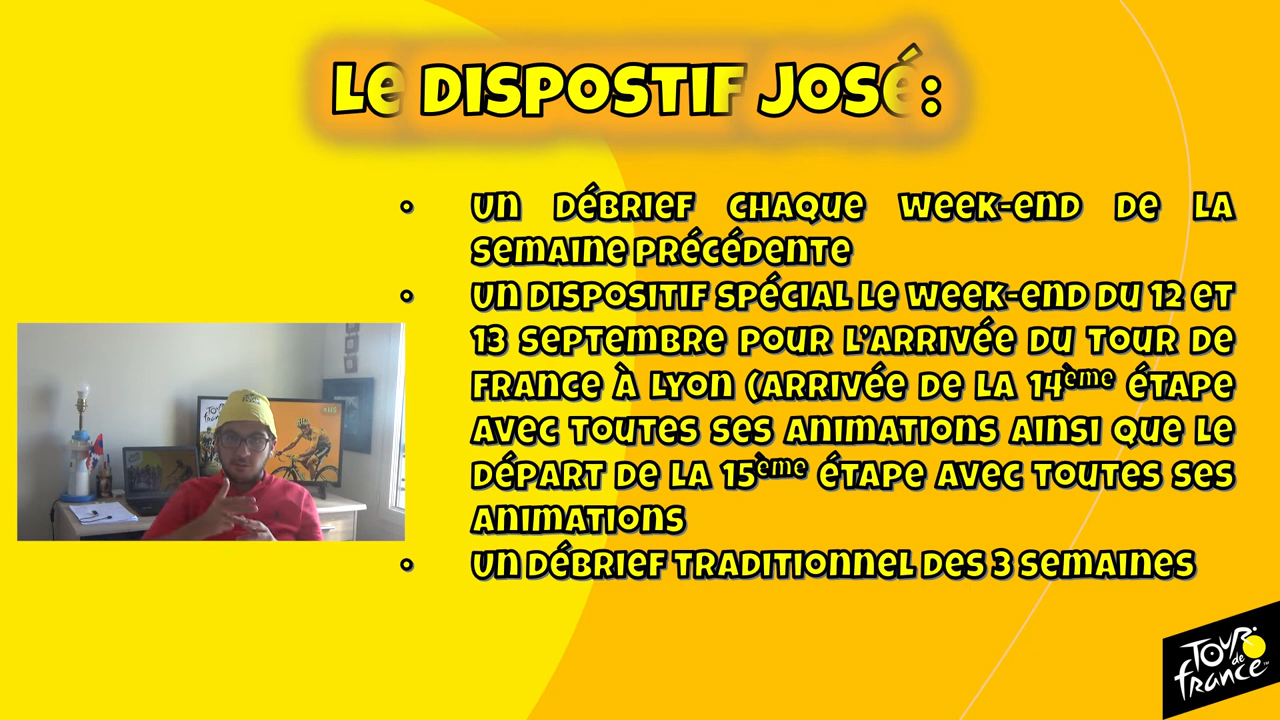 Le DISPOSTIF JOSé:
• Un Débrief chaque week-end de la
semaine précédente
• Un dispositif spécial le week-end du 12 et
13 septembre pour l'arrivée du Tour de
France à Lyon (arrivée de la 14ème étape
avec toutes ses animations ainsi que le
départ de la 15ème étape avec toutes ses
animations
• Un débrief traditionnel des 3 semaines
TOUR
de
france